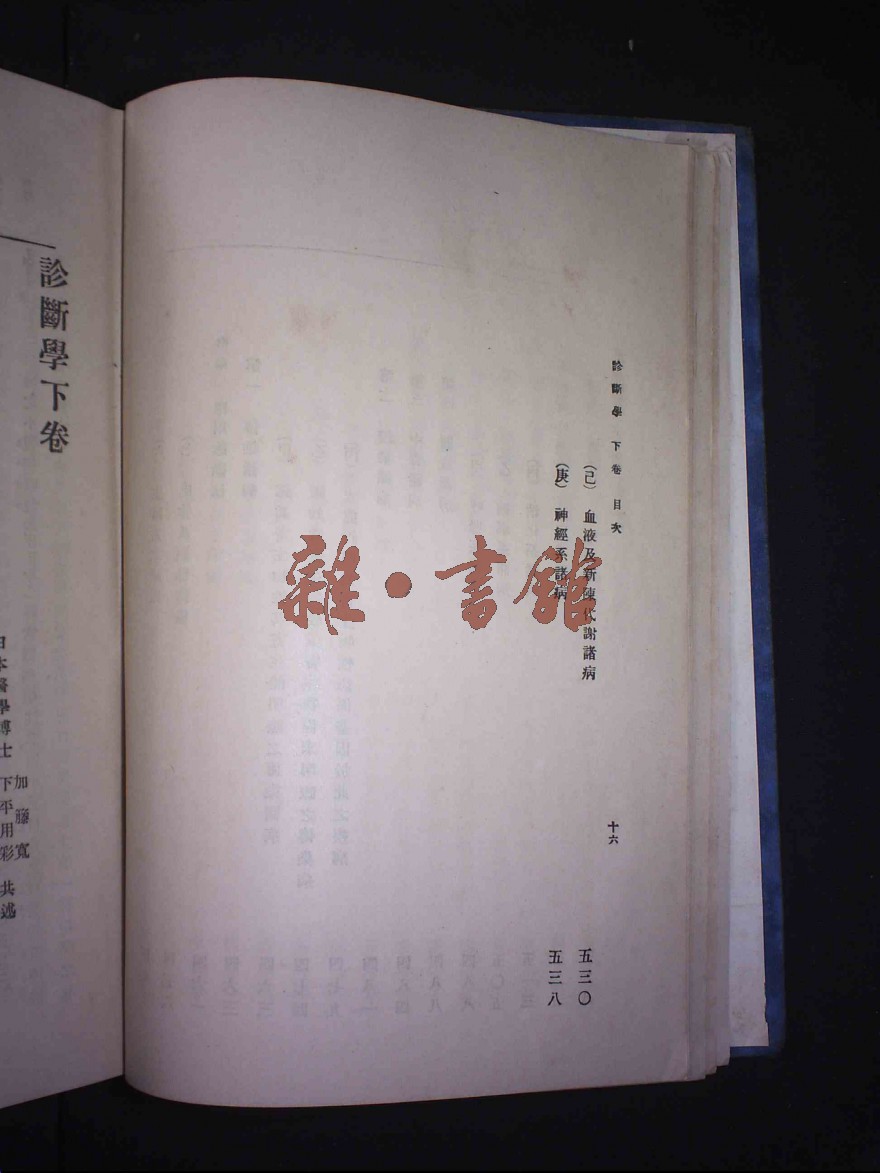 診斷學 下卷 目次
十六
(己) 血液及新陳代謝諸病
五三〇
(庚) 神經系諸病
五三八
診斷學下卷
日本醫學博士
加藤寬
下平用彩
共述
雜·書館